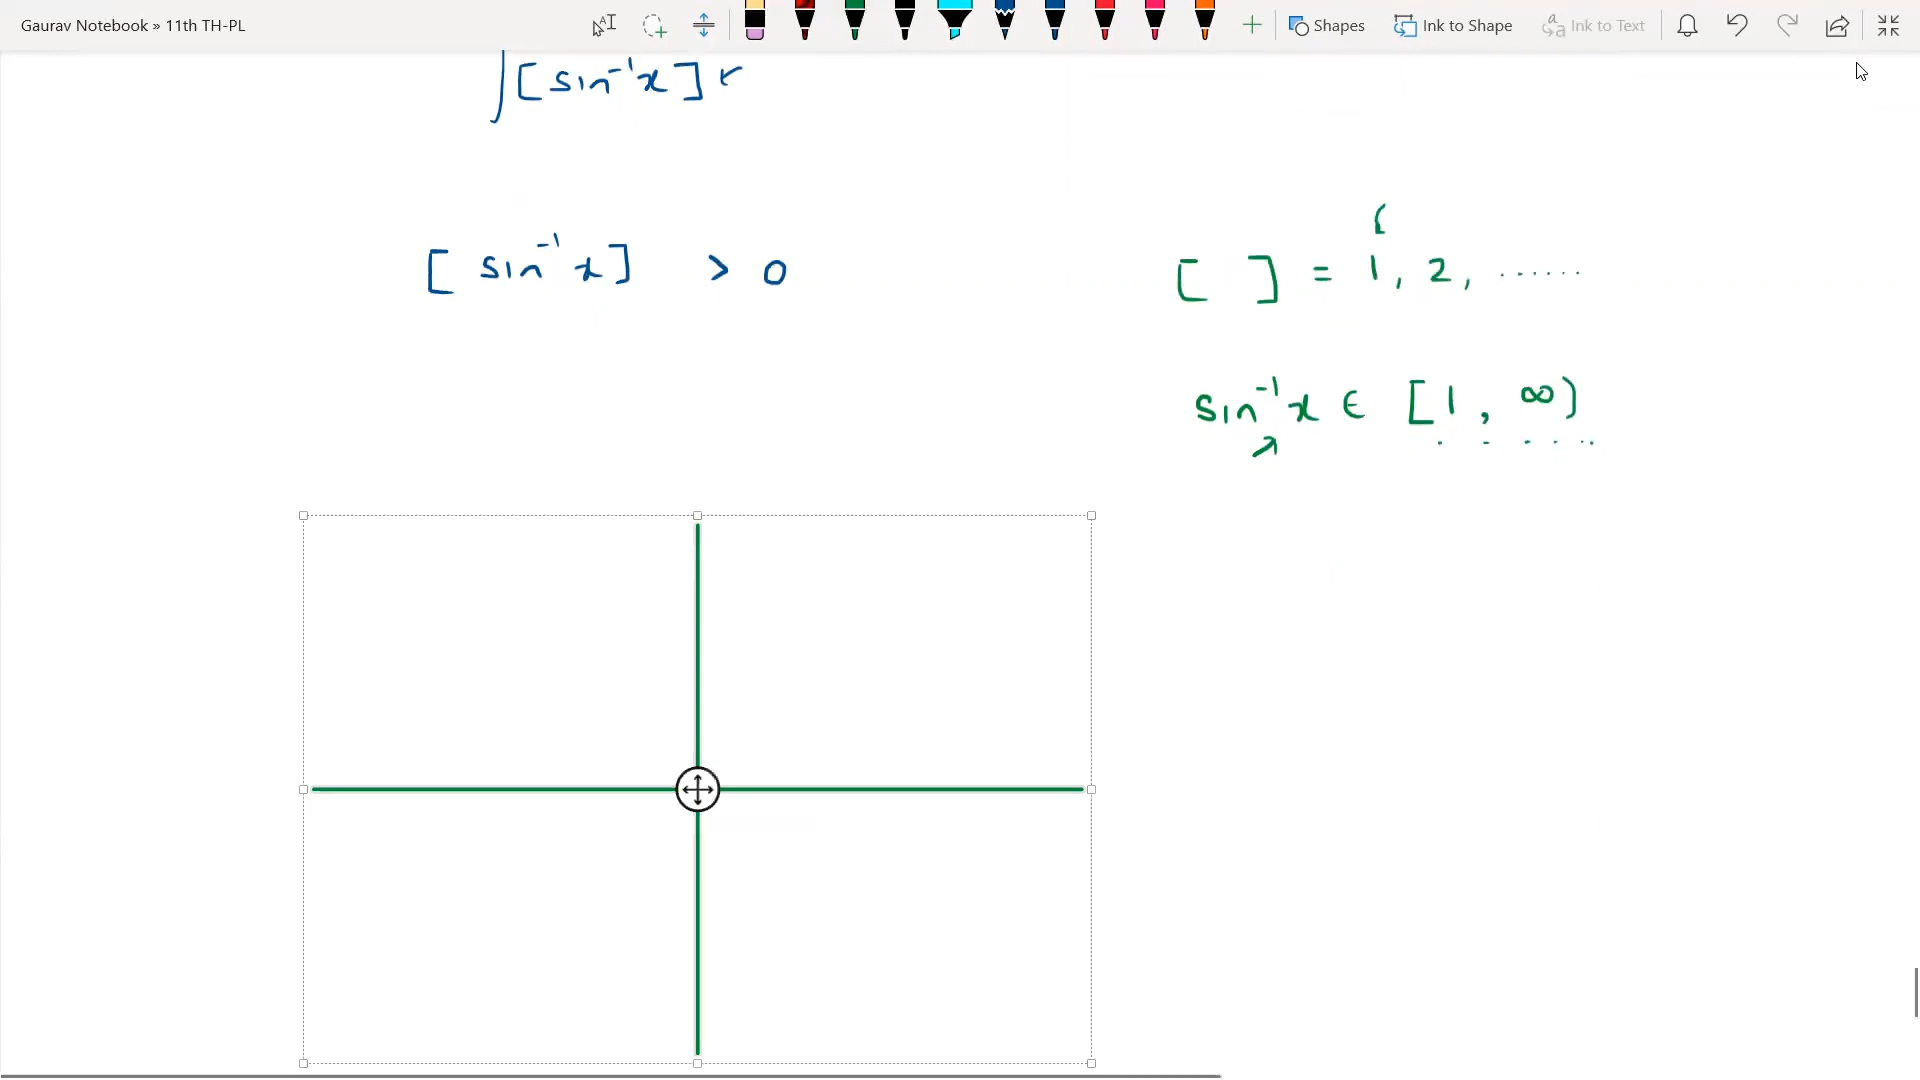 Gaurav Notebook » 11th TH-PL
Shapes
Ink to Shape
Ink to Text
∫[sin⁻¹x]
[sin⁻¹x] > 0
[ ] = 1, 2, ......
sin⁻¹x ∈ [1, ∞)